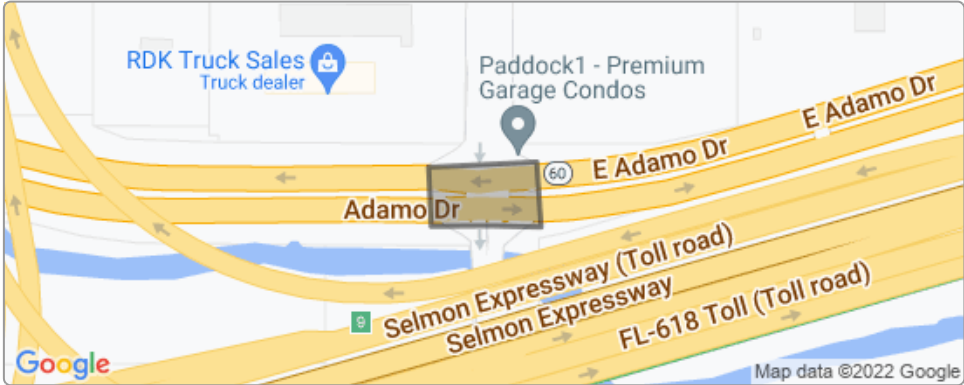 RDK Truck Sales
Truck dealer
Paddock1 - Premium
Garage Condos
E Adamo Dr
E Adamo Dr
60
Adamo Dr
Selmon Expressway (Toll road)
9
Selmon Expressway
FL-618 Toll (Toll road)
Google
Map data ©2022 Google